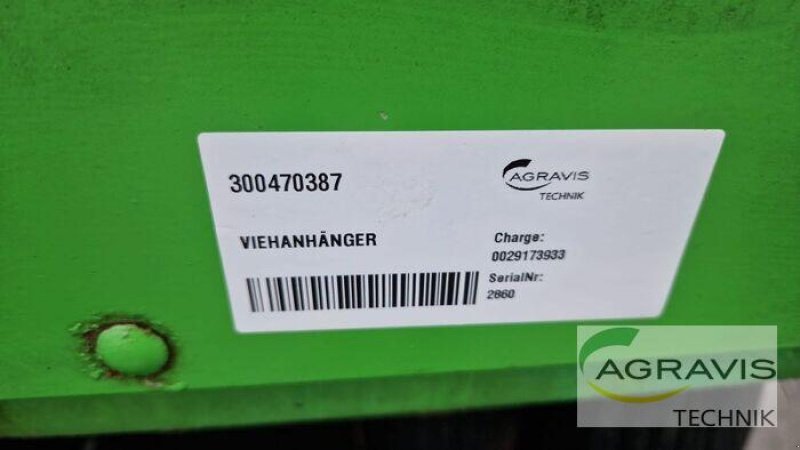 300470387
AGRAVIS
TECHNIK
VIEHANHÄNGER
Charge:
0029173933
SerialNr:
2860
AGRAVIS
TECHNIK